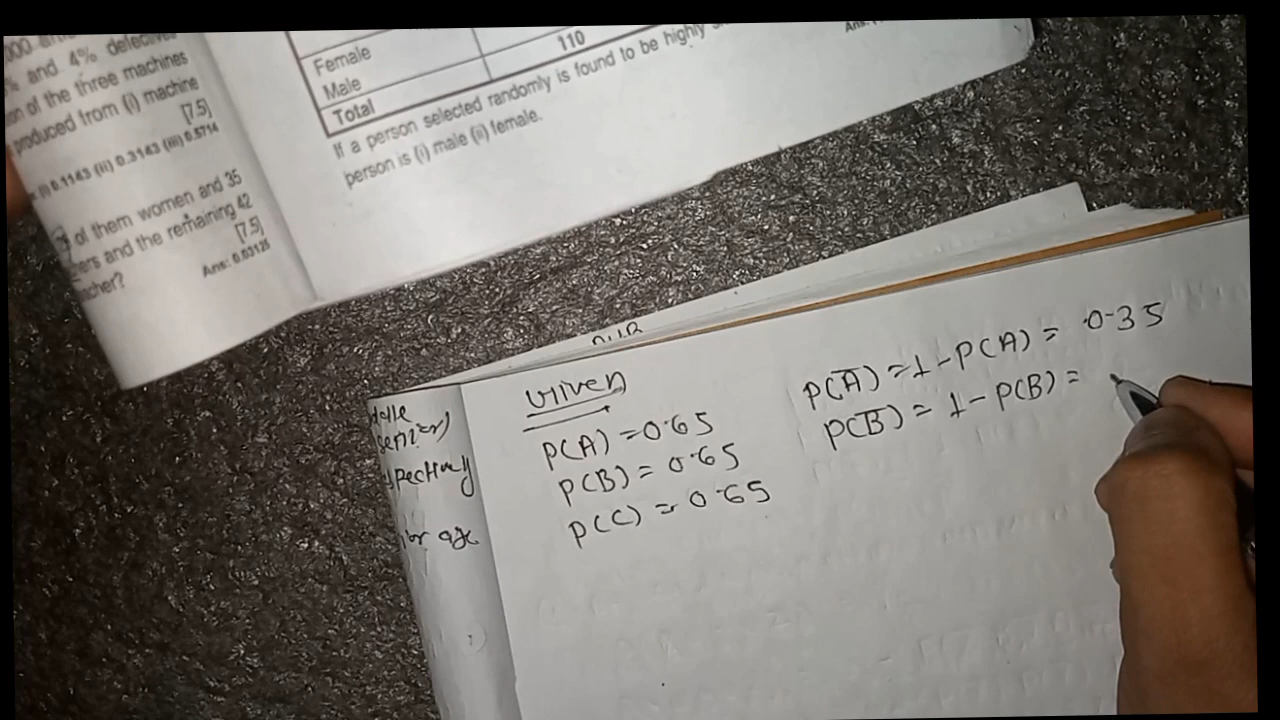 and 4% defective
of the three machines
produced from (i) machine
[7.5]
(i) 0.1143 (ii) 0.3143 (iii) 0.5714
of them women and 35
and the remaining 42
[7.5]
Ans: 0.03125
Female
Male
Total 110
If a person selected randomly is found to be highly
person is (i) male (ii) female.
Given
P(A) = 0.65
P(B) = 0.65
P(C) = 0.65
P(A̅) = 1 - P(A) = 0.35
P(B̅) = 1 - P(B) =